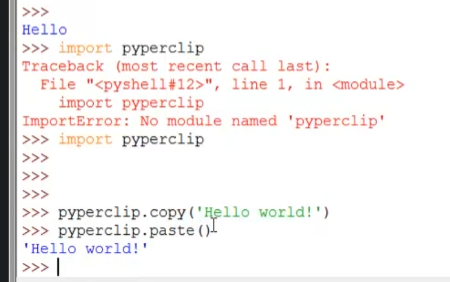 >>>
Hello
>>> import pyperclip
Traceback (most recent call last):
  File "<pyshell#12>", line 1, in <module>
    import pyperclip
ImportError: No module named 'pyperclip'
>>> import pyperclip
>>>
>>>
>>>
>>> pyperclip.copy('Hello world!')
>>> pyperclip.paste()
'Hello world!'
>>>